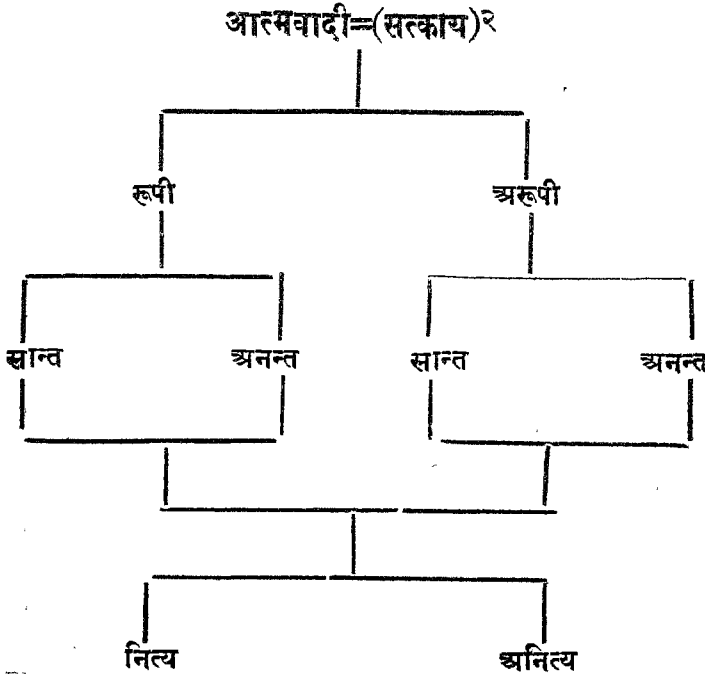 आत्मवादी=(सत्काय)२
रूपी अरूपी
सान्त अनन्त सान्त अनन्त
नित्य अनित्य